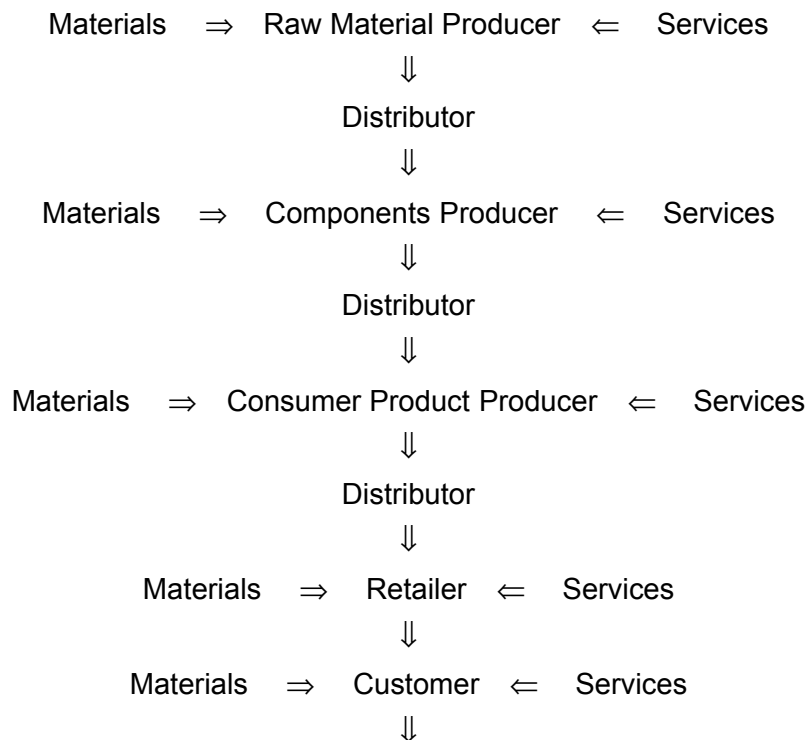 Materials ⇒ Raw Material Producer ⇐ Services
⇓
Distributor
⇓
Materials ⇒ Components Producer ⇐ Services
⇓
Distributor
⇓
Materials ⇒ Consumer Product Producer ⇐ Services
⇓
Distributor
⇓
Materials ⇒ Retailer ⇐ Services
⇓
Materials ⇒ Customer ⇐ Services
⇓